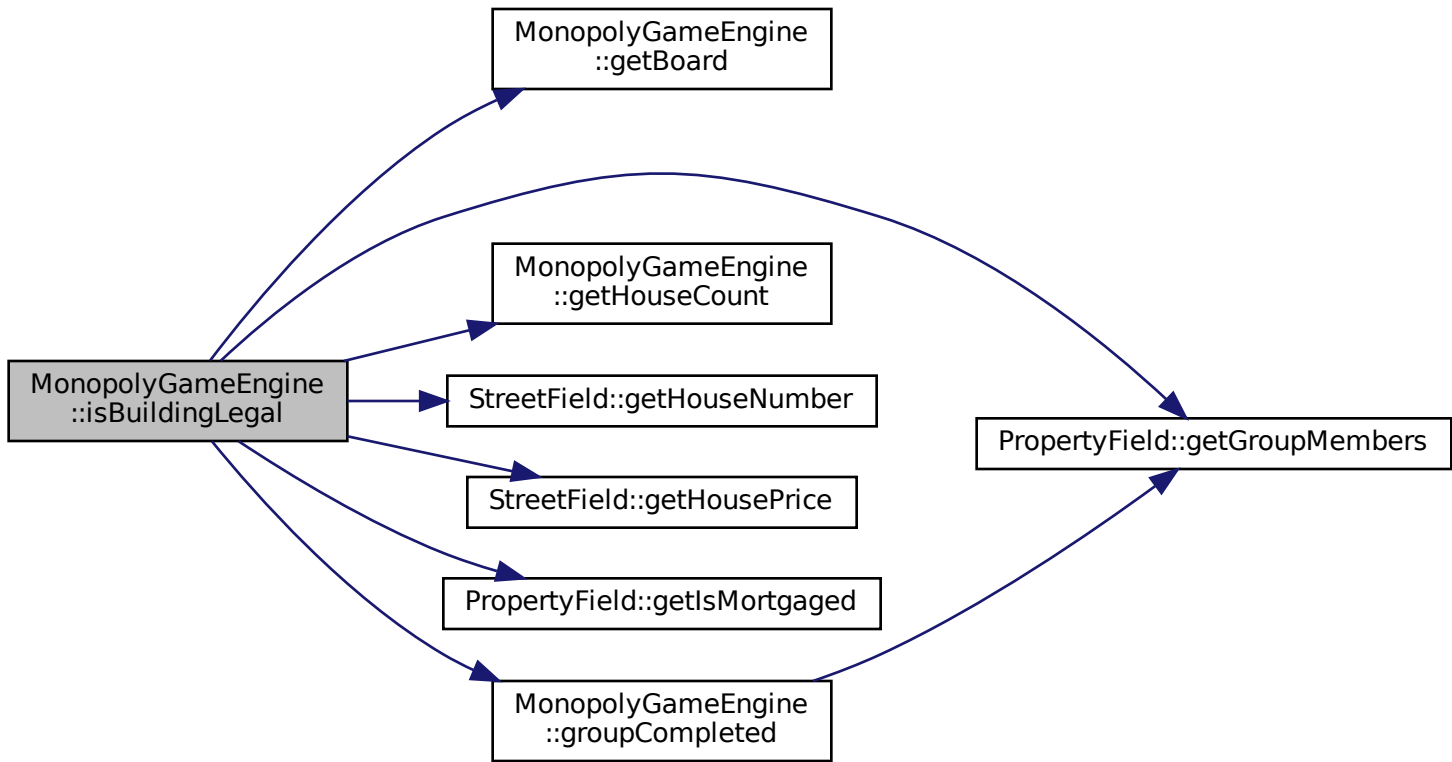 MonopolyGameEngine
::getBoard
MonopolyGameEngine
::getHouseCount
MonopolyGameEngine
::isBuildingLegal
StreetField::getHouseNumber
PropertyField::getGroupMembers
StreetField::getHousePrice
PropertyField::getIsMortgaged
MonopolyGameEngine
::groupCompleted